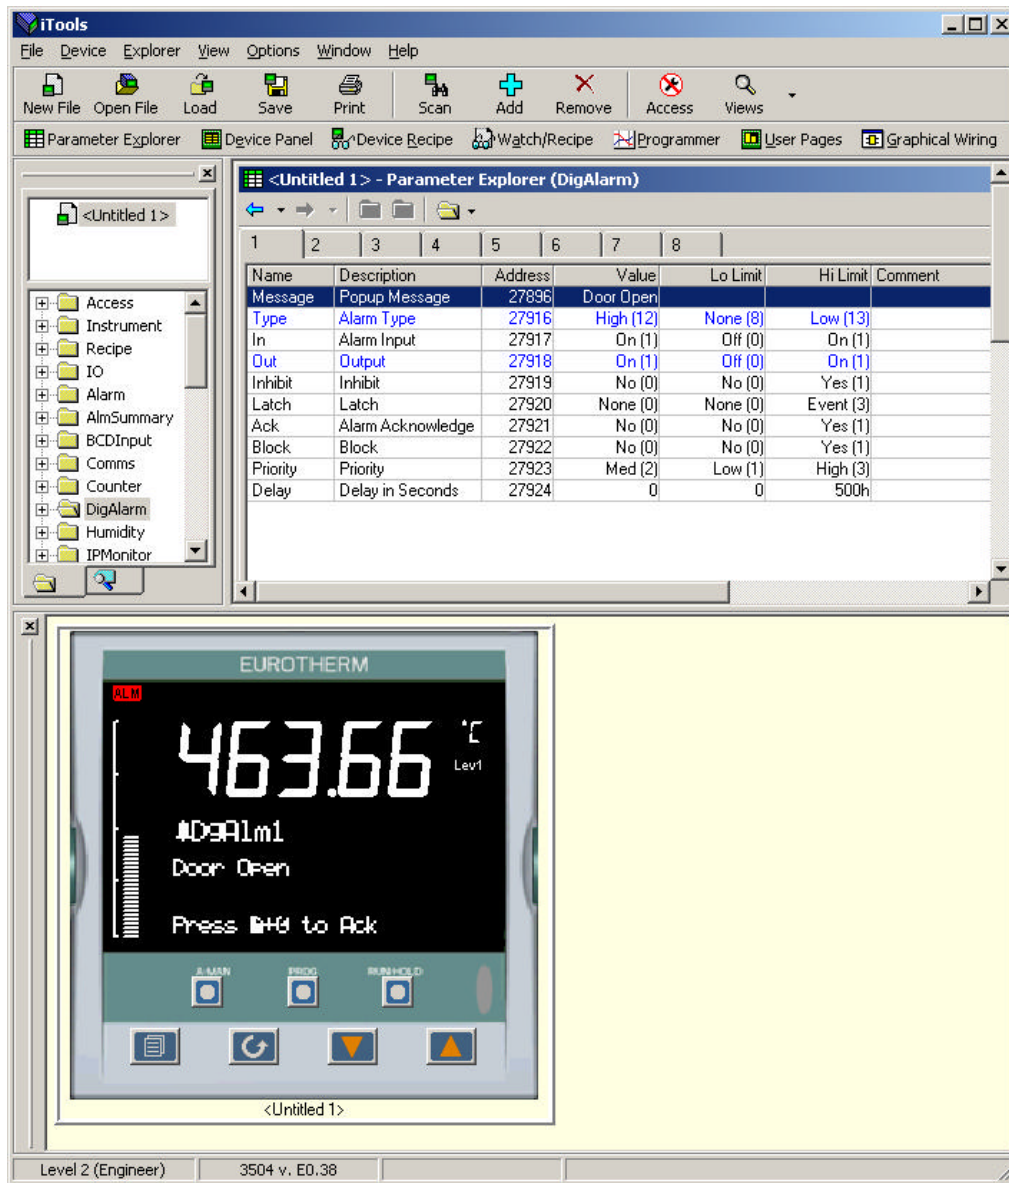 iTools
File Device Explorer View Options Window Help
New File Open File Load Save Print Scan Add Remove Access Views
Parameter Explorer Device Panel Device Recipe Watch/Recipe Programmer User Pages Graphical Wiring
<Untitled 1>
<Untitled 1> - Parameter Explorer (DigAlarm)
1 2 3 4 5 6 7 8
Name Description Address Value Lo Limit Hi Limit Comment
Message Popup Message 27896 Door Open
Type Alarm Type 27916 High (12) None (8) Low (13)
In Alarm Input 27917 On (1) Off (0) On (1)
Out Output 27918 On (1) Off (0) On (1)
Inhibit Inhibit 27919 No (0) No (0) Yes (1)
Latch Latch 27920 None (0) None (0) Event (3)
Ack Alarm Acknowledge 27921 No (0) No (0) Yes (1)
Block Block 27922 No (0) No (0) Yes (1)
Priority Priority 27923 Med (2) Low (1) High (3)
Delay Delay in Seconds 27924 0 0 500h
Access
Instrument
Recipe
IO
Alarm
AlmSummary
BCDInput
Comms
Counter
DigAlarm
Humidity
IPMonitor
EUROTHERM
ALM
463.66 °C
Lev1
DgAlm1
Door Open
Press + to Ack
A-MAN PROG RUN-HOLD
<Untitled 1>
Level 2 (Engineer) 3504 v. E0.38